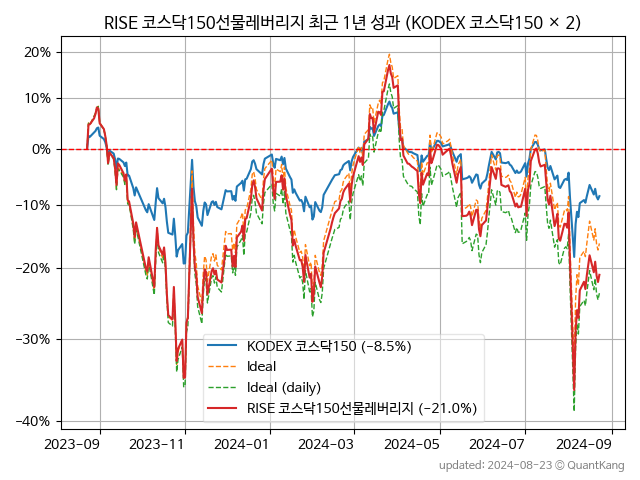 RISE 코스닥150선물레버리지 최근 1년 성과 (KODEX 코스닥150 × 2)
20%
10%
0%
−10%
−20%
−30%
−40%
KODEX 코스닥150 (−8.5%)
Ideal
Ideal (daily)
RISE 코스닥150선물레버리지 (−21.0%)
2023-09
2023-11
2024-01
2024-03
2024-05
2024-07
2024-09
updated: 2024-08-23 © QuantKang